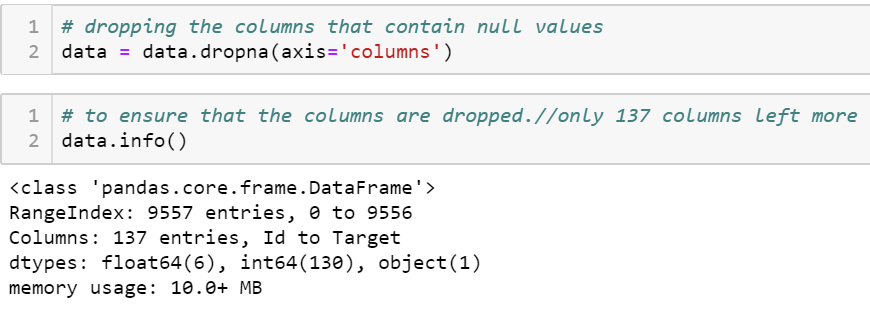 1 # dropping the columns that contain null values
2 data = data.dropna(axis='columns')
1 # to ensure that the columns are dropped.//only 137 columns left more
2 data.info()
<class 'pandas.core.frame.DataFrame'>
RangeIndex: 9557 entries, 0 to 9556
Columns: 137 entries, Id to Target
dtypes: float64(6), int64(130), object(1)
memory usage: 10.0+ MB